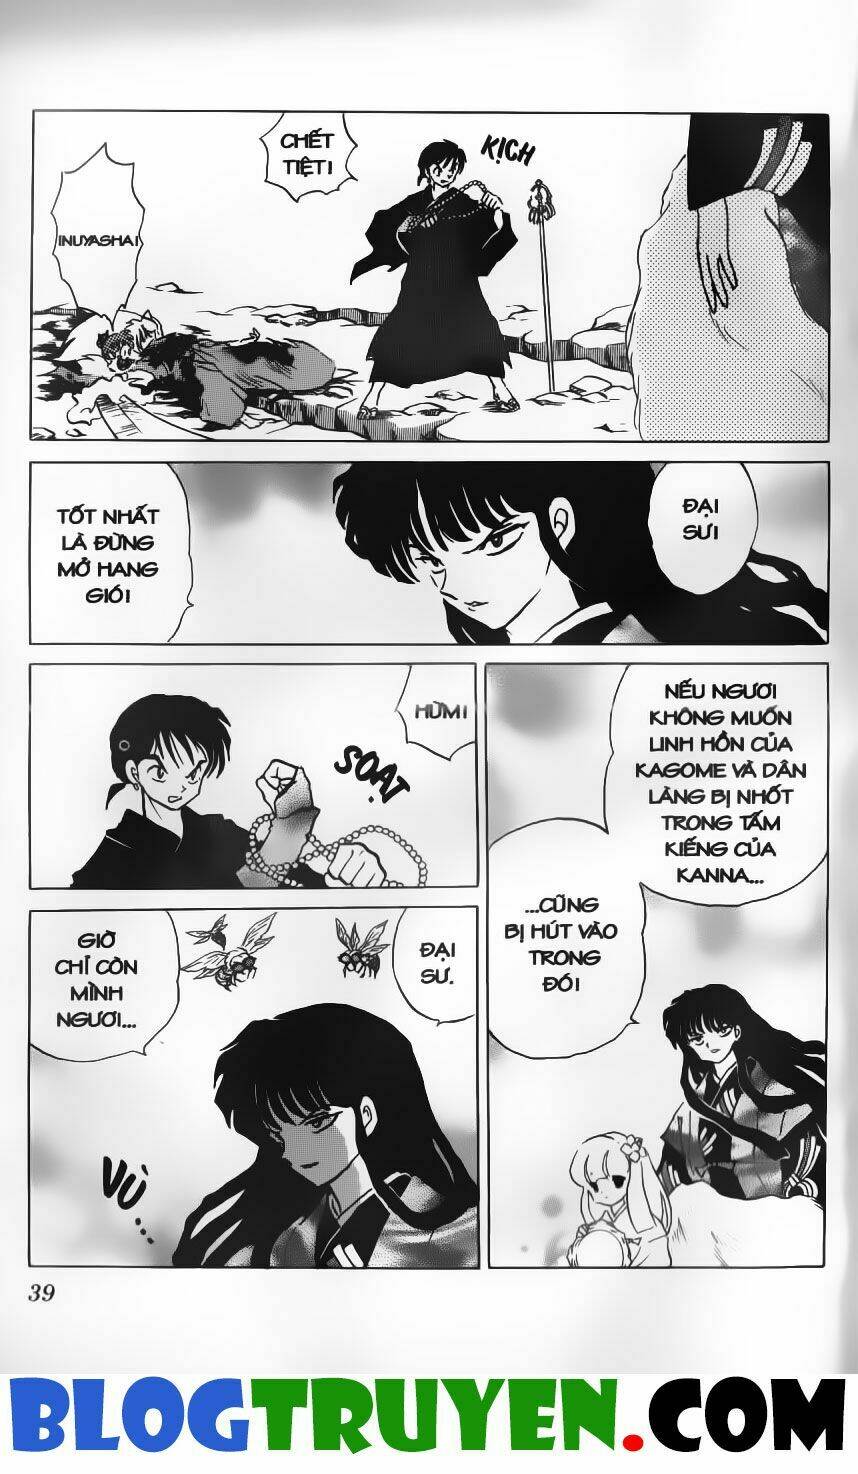 CHẾT
TIỆT!
KỊCH
INUYASHA!
ĐẠI
SƯ!
TỐT NHẤT
LÀ ĐỪNG
MỞ HANG
GIÓ!
NẾU NGƯƠI
KHÔNG MUỐN
LINH HỒN CỦA
KAGOME VÀ DÂN
LÀNG BỊ NHỐT
TRONG TẤM
KIẾNG CỦA
KANNA...
...CŨNG
BỊ HÚT VÀO
TRONG
ĐÓ!
HỪM!
SOẠT
ĐẠI
SƯ.
GIỜ
CHỈ CÒN
MÌNH
NGƯƠI...
VÙ...
39
BLOGTRUYEN.COM